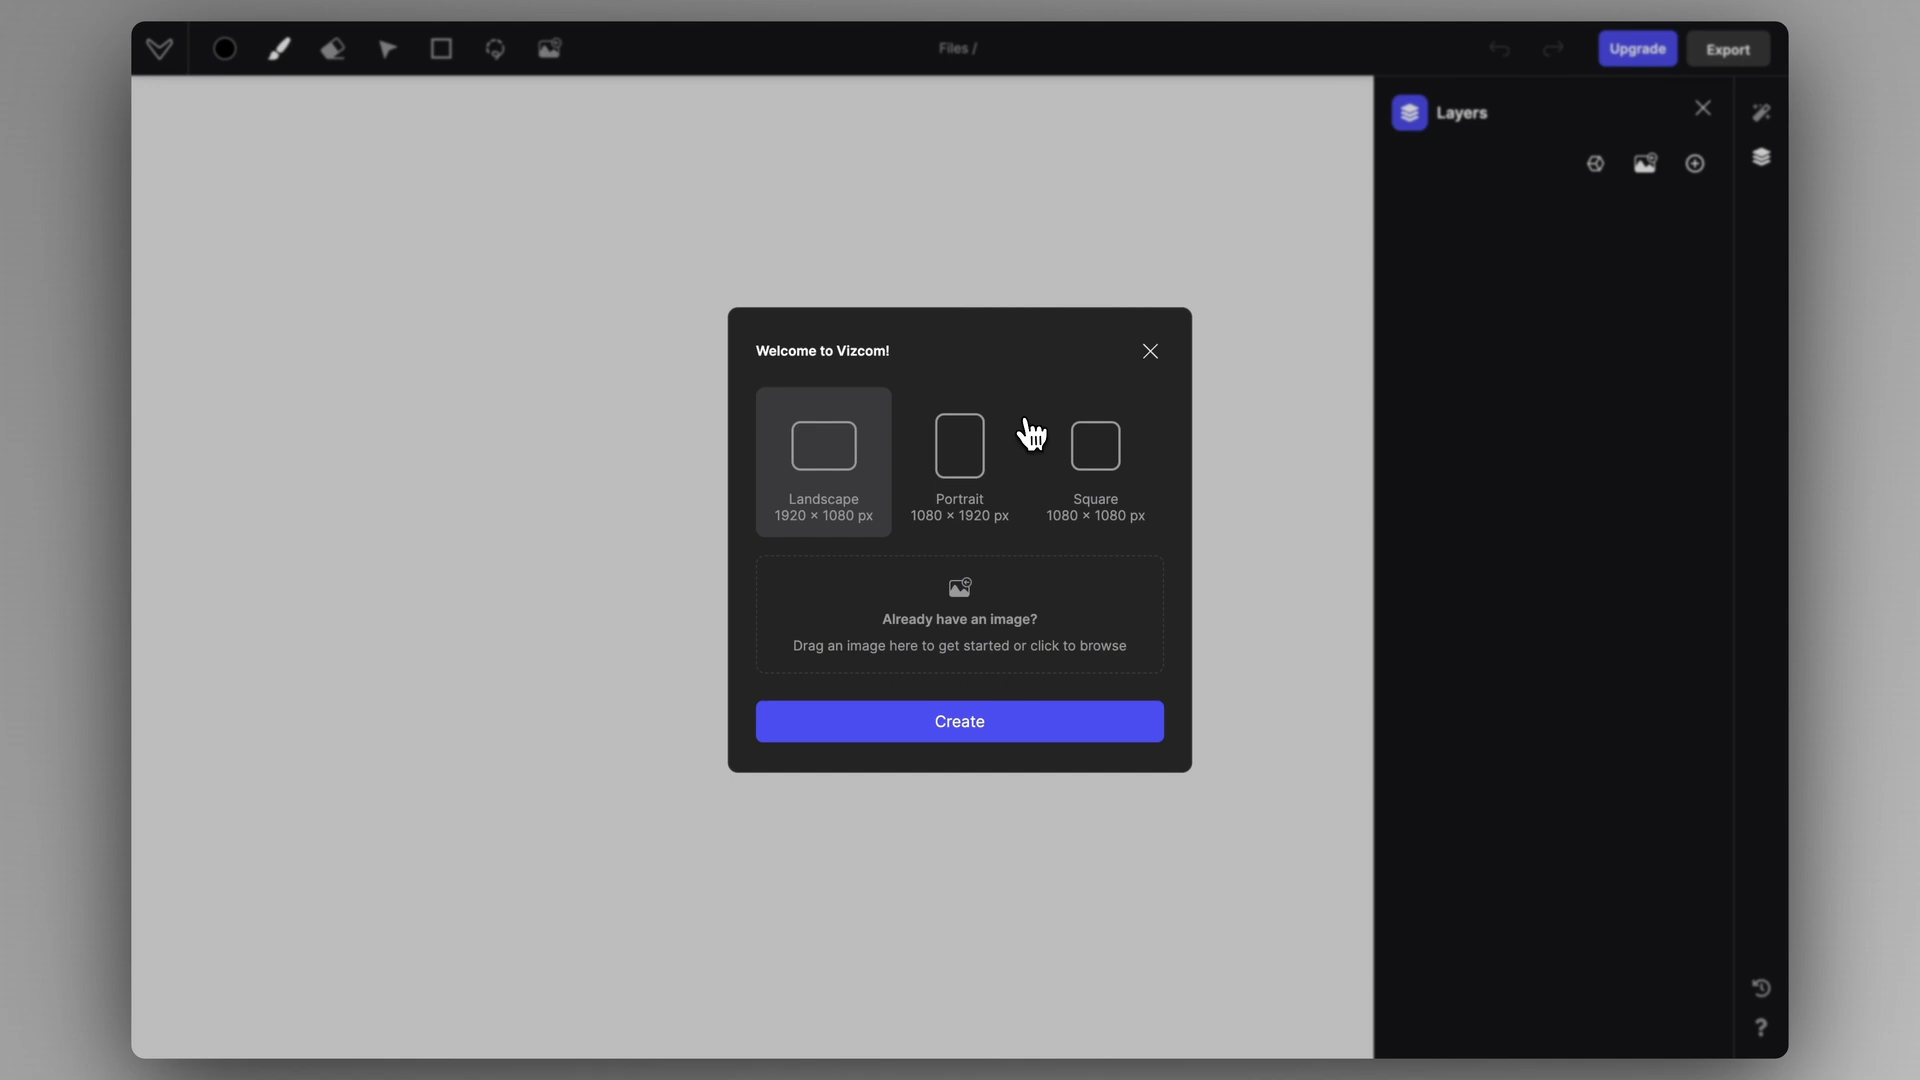 Files /
Upgrade
Export
Layers
Welcome to Vizcom!
Landscape
1920 × 1080 px
Portrait
1080 × 1920 px
Square
1080 × 1080 px
Already have an image?
Drag an image here to get started or click to browse
Create
?